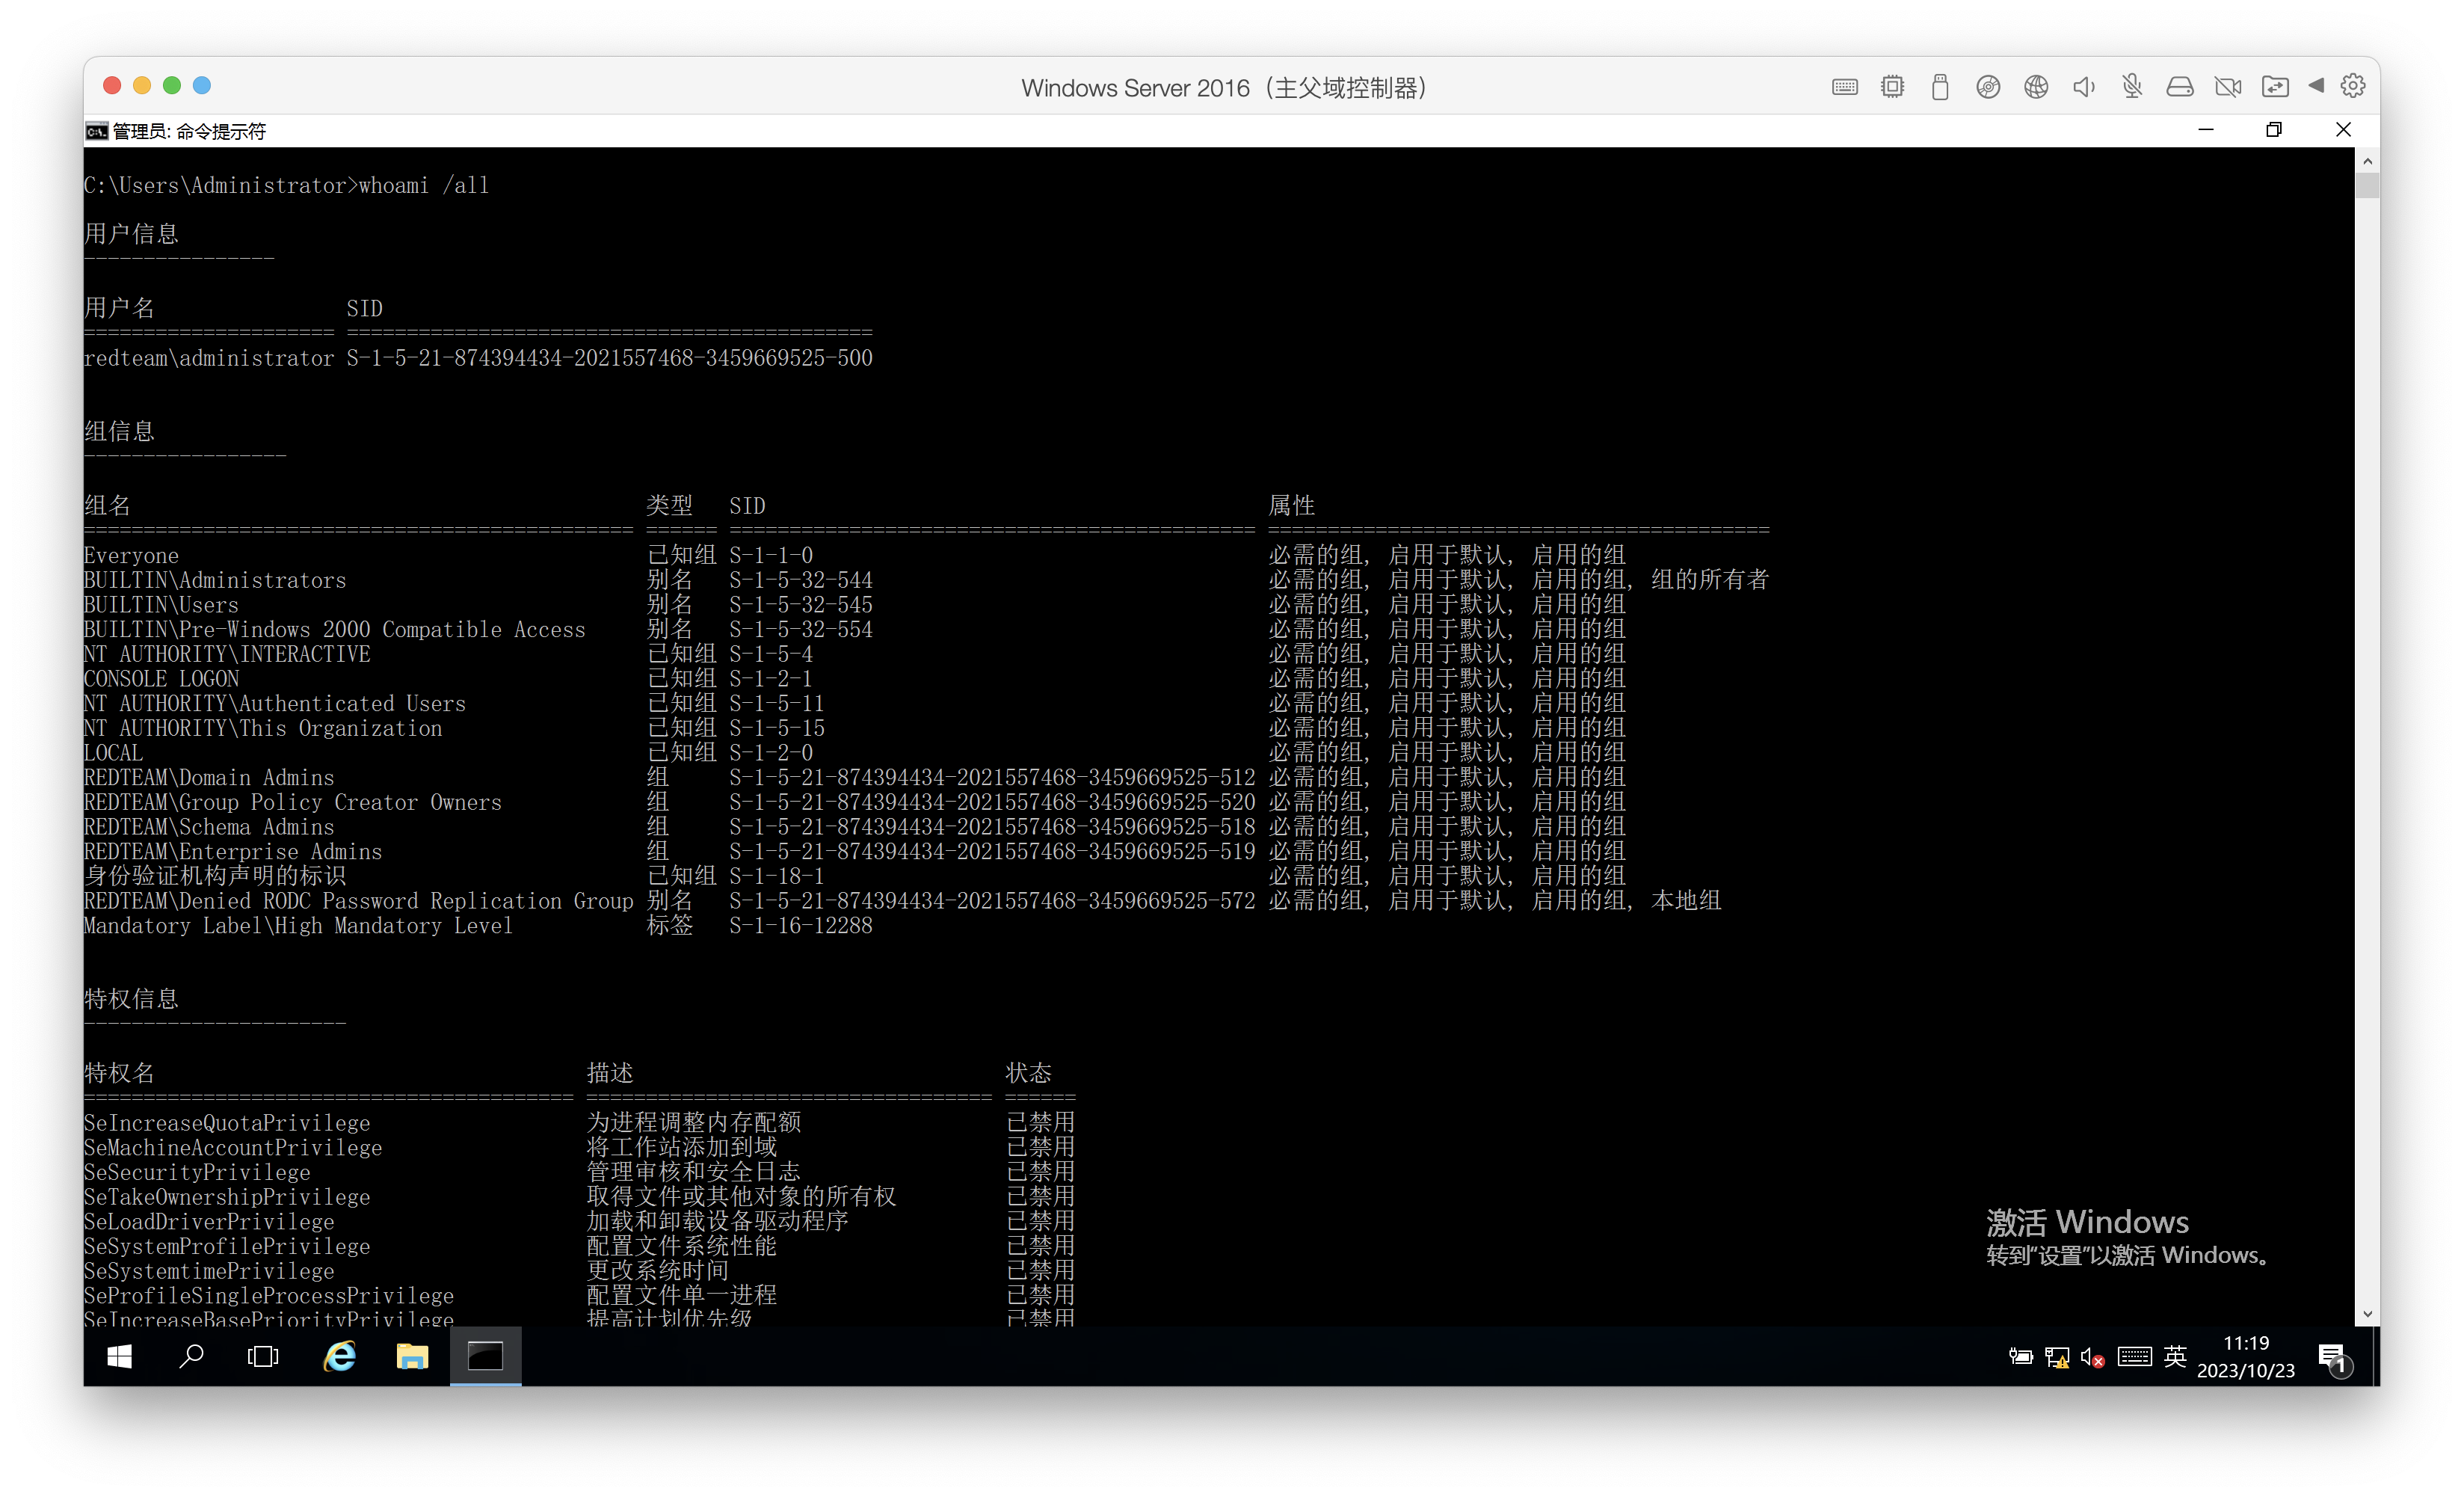 Windows Server 2016（主父域控制器）
管理员: 命令提示符
C:\Users\Administrator>whoami /all
用户信息
----------------
用户名 SID
===================== ============================================
redteam\administrator S-1-5-21-874394434-2021557468-3459669525-500
组信息
-----------------
组名 类型 SID 属性
============================================== ====== ============================================ ==========================================
Everyone 已知组 S-1-1-0 必需的组, 启用于默认, 启用的组
BUILTIN\Administrators 别名 S-1-5-32-544 必需的组, 启用于默认, 启用的组, 组的所有者
BUILTIN\Users 别名 S-1-5-32-545 必需的组, 启用于默认, 启用的组
BUILTIN\Pre-Windows 2000 Compatible Access 别名 S-1-5-32-554 必需的组, 启用于默认, 启用的组
NT AUTHORITY\INTERACTIVE 已知组 S-1-5-4 必需的组, 启用于默认, 启用的组
CONSOLE LOGON 已知组 S-1-2-1 必需的组, 启用于默认, 启用的组
NT AUTHORITY\Authenticated Users 已知组 S-1-5-11 必需的组, 启用于默认, 启用的组
NT AUTHORITY\This Organization 已知组 S-1-5-15 必需的组, 启用于默认, 启用的组
LOCAL 已知组 S-1-2-0 必需的组, 启用于默认, 启用的组
REDTEAM\Domain Admins 组 S-1-5-21-874394434-2021557468-3459669525-512 必需的组, 启用于默认, 启用的组
REDTEAM\Group Policy Creator Owners 组 S-1-5-21-874394434-2021557468-3459669525-520 必需的组, 启用于默认, 启用的组
REDTEAM\Schema Admins 组 S-1-5-21-874394434-2021557468-3459669525-518 必需的组, 启用于默认, 启用的组
REDTEAM\Enterprise Admins 组 S-1-5-21-874394434-2021557468-3459669525-519 必需的组, 启用于默认, 启用的组
身份验证机构声明的标识 已知组 S-1-18-1 必需的组, 启用于默认, 启用的组
REDTEAM\Denied RODC Password Replication Group 别名 S-1-5-21-874394434-2021557468-3459669525-572 必需的组, 启用于默认, 启用的组, 本地组
Mandatory Label\High Mandatory Level 标签 S-1-16-12288
特权信息
----------------------
特权名 描述 状态
========================================= ================================== ======
SeIncreaseQuotaPrivilege 为进程调整内存配额 已禁用
SeMachineAccountPrivilege 将工作站添加到域 已禁用
SeSecurityPrivilege 管理审核和安全日志 已禁用
SeTakeOwnershipPrivilege 取得文件或其他对象的所有权 已禁用
SeLoadDriverPrivilege 加载和卸载设备驱动程序 已禁用
SeSystemProfilePrivilege 配置文件系统性能 已禁用
SeSystemtimePrivilege 更改系统时间 已禁用
SeProfileSingleProcessPrivilege 配置文件单一进程 已禁用
SeIncreaseBasePriorityPrivilege 提高计划优先级 已禁用
激活 Windows
转到"设置"以激活 Windows。
英
11:19
2023/10/23
1